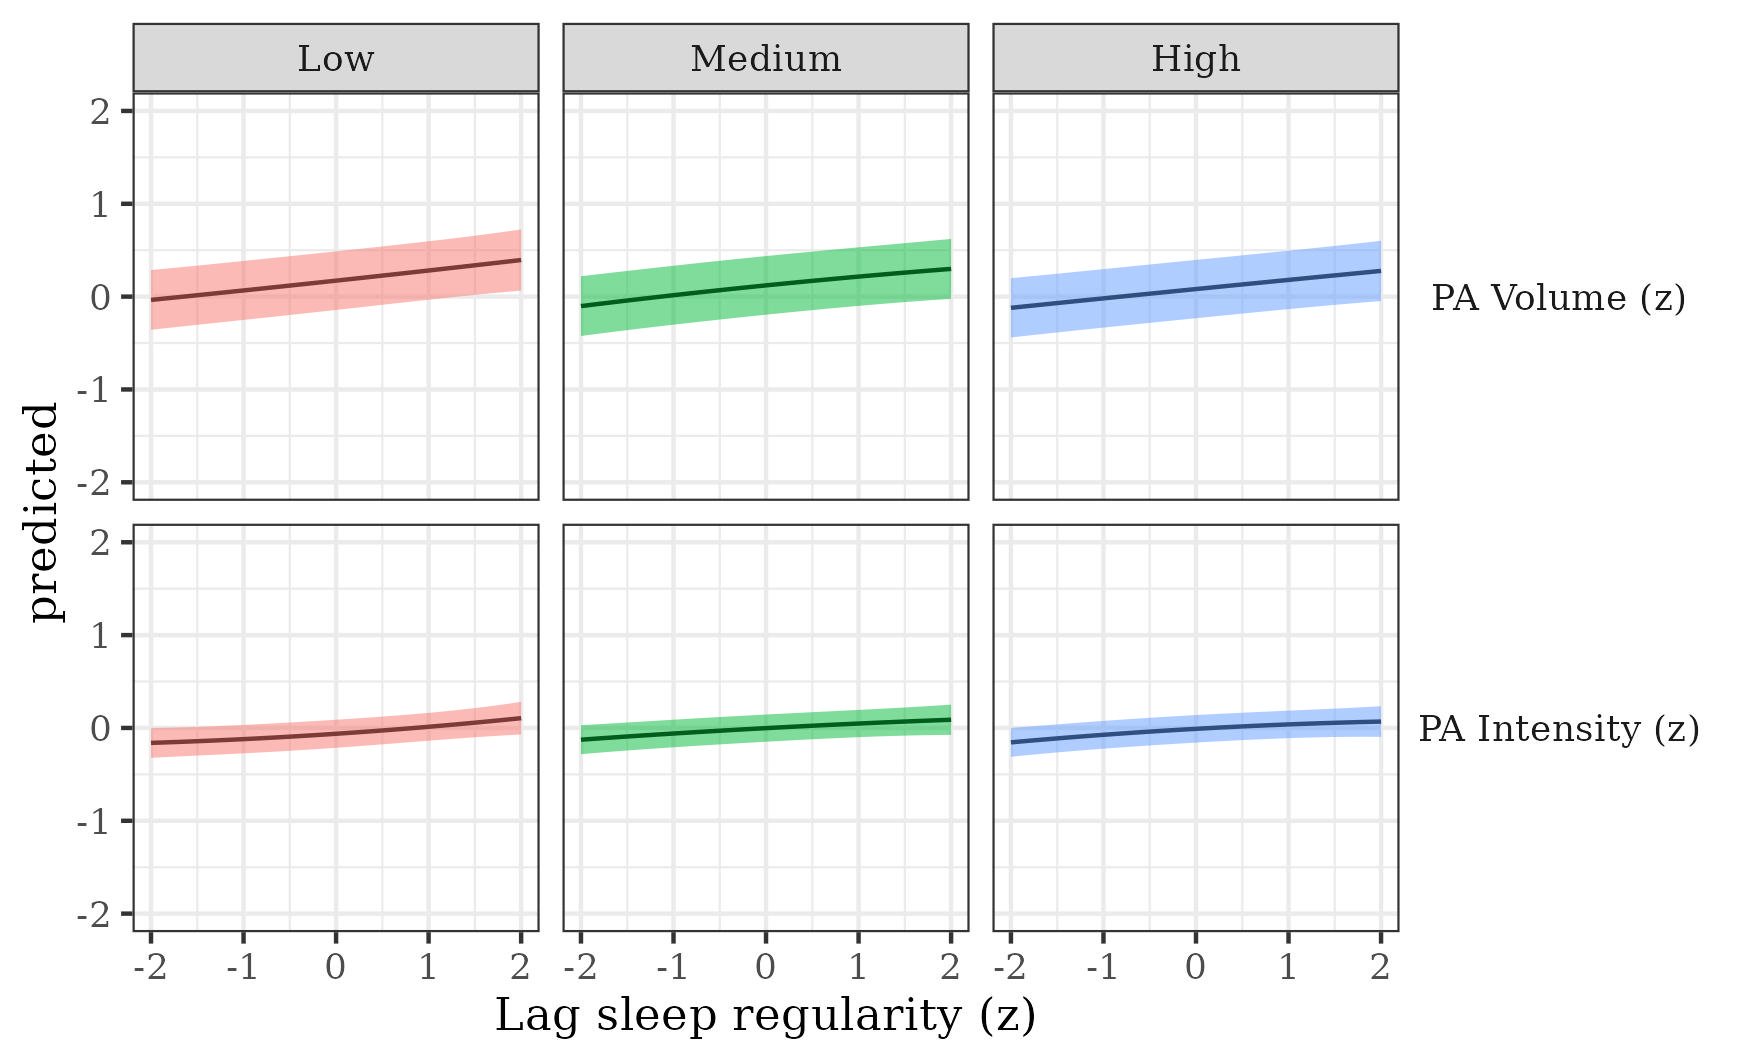 Low Medium High
2
1
0
-1
-2
PA Volume (z)
2
1
0
-1
-2
PA Intensity (z)
predicted
-2 -1 0 1 2 -2 -1 0 1 2 -2 -1 0 1 2
Lag sleep regularity (z)